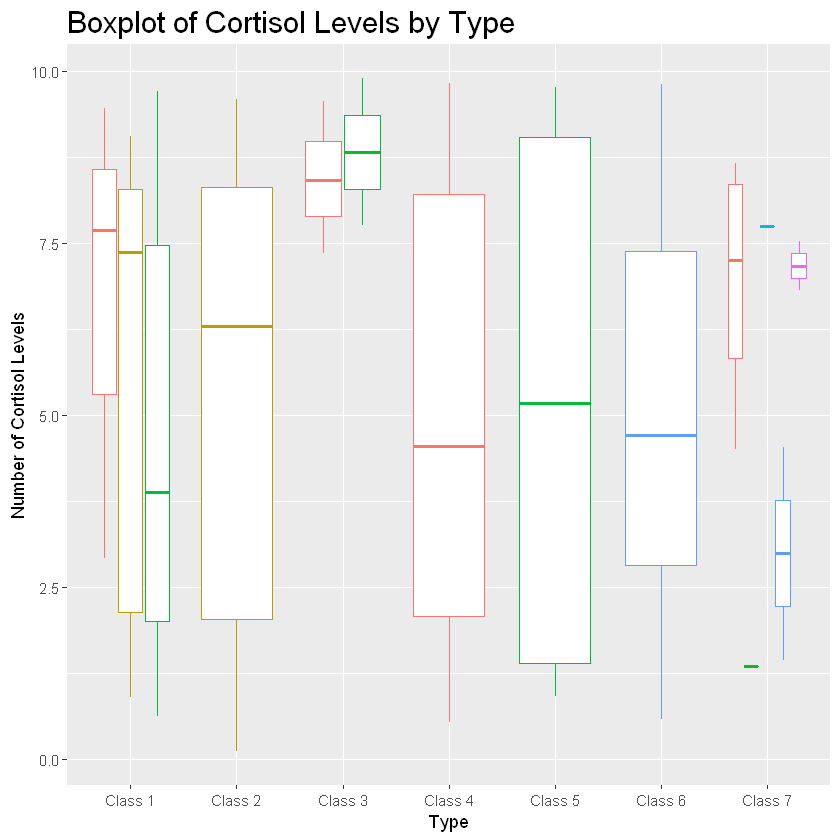 Boxplot of Cortisol Levels by Type
Number of Cortisol Levels
10.0
7.5
5.0
2.5
0.0
Class 1 Class 2 Class 3 Class 4 Class 5 Class 6 Class 7
Type